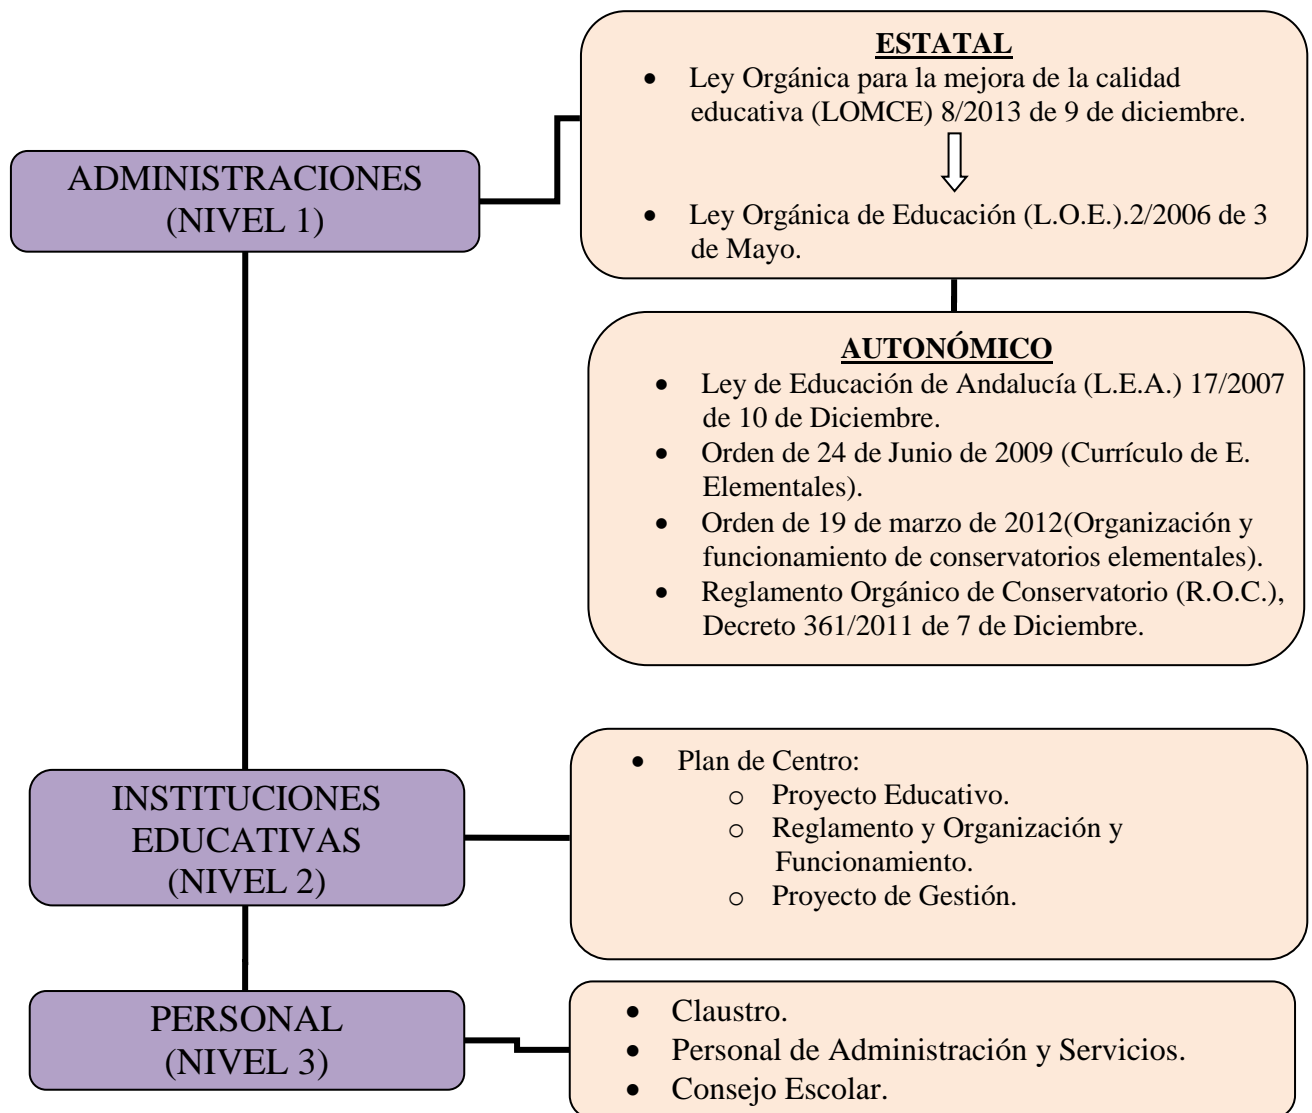 ESTATAL
• Ley Orgánica para la mejora de la calidad
educativa (LOMCE) 8/2013 de 9 de diciembre.
• Ley Orgánica de Educación (L.O.E.).2/2006 de 3
de Mayo.
ADMINISTRACIONES
(NIVEL 1)
AUTONÓMICO
• Ley de Educación de Andalucía (L.E.A.) 17/2007
de 10 de Diciembre.
• Orden de 24 de Junio de 2009 (Currículo de E.
Elementales).
• Orden de 19 de marzo de 2012(Organización y
funcionamiento de conservatorios elementales).
• Reglamento Orgánico de Conservatorio (R.O.C.),
Decreto 361/2011 de 7 de Diciembre.
INSTITUCIONES
EDUCATIVAS
(NIVEL 2)
• Plan de Centro:
o Proyecto Educativo.
o Reglamento y Organización y
Funcionamiento.
o Proyecto de Gestión.
PERSONAL
(NIVEL 3)
• Claustro.
• Personal de Administración y Servicios.
• Consejo Escolar.